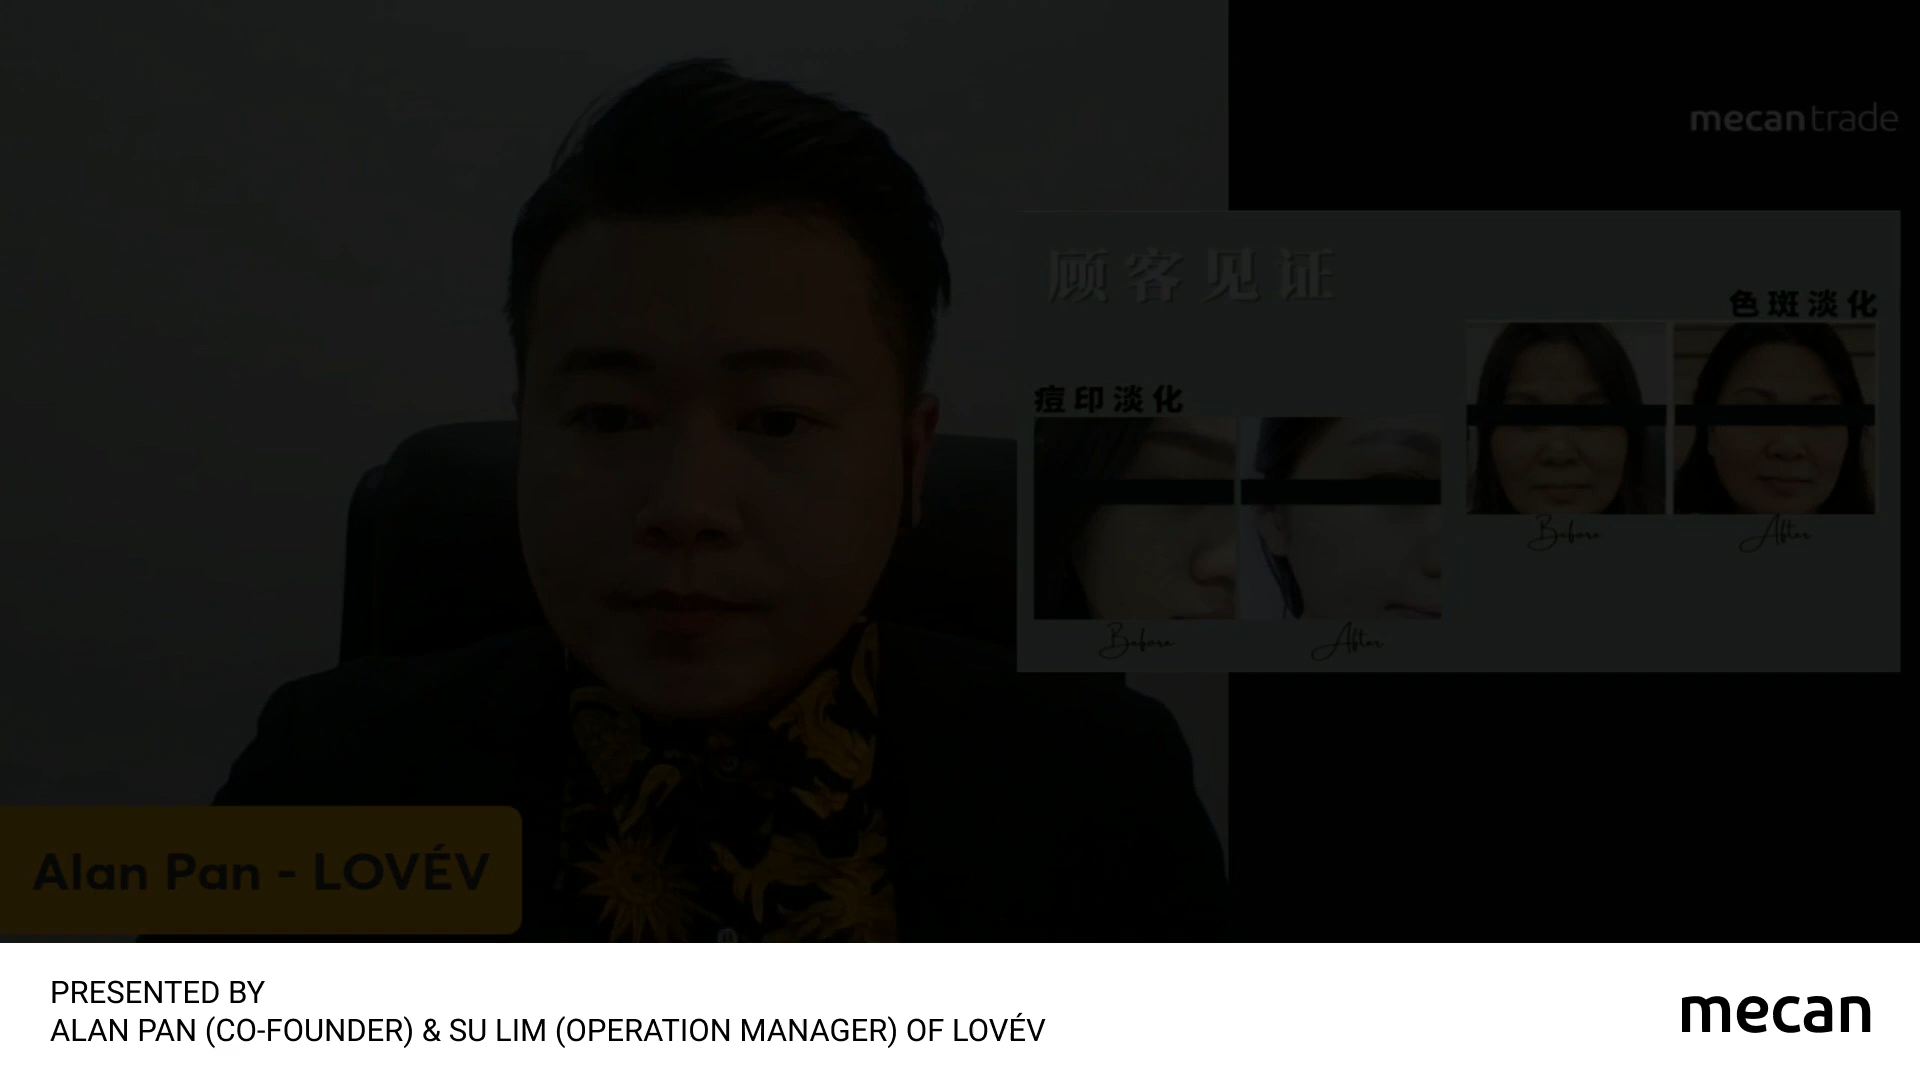 mecantrade
顾客见证
色斑淡化
痘印淡化
Before
After
Before
After
Alan Pan - LOVÉV
PRESENTED BY
ALAN PAN (CO-FOUNDER) & SU LIM (OPERATION MANAGER) OF LOVÉV
mecan